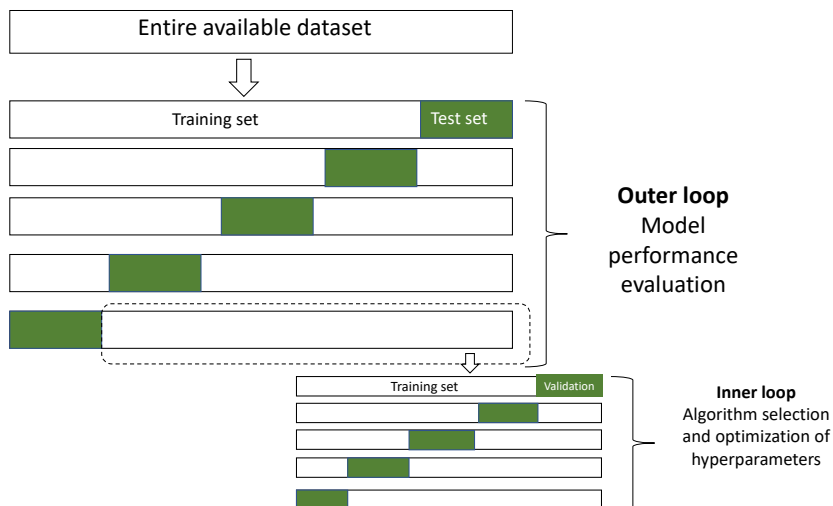 Entire available dataset
Training set
Test set
Outer loop
Model
performance
evaluation
Training set
Validation
Inner loop
Algorithm selection
and optimization of
hyperparameters